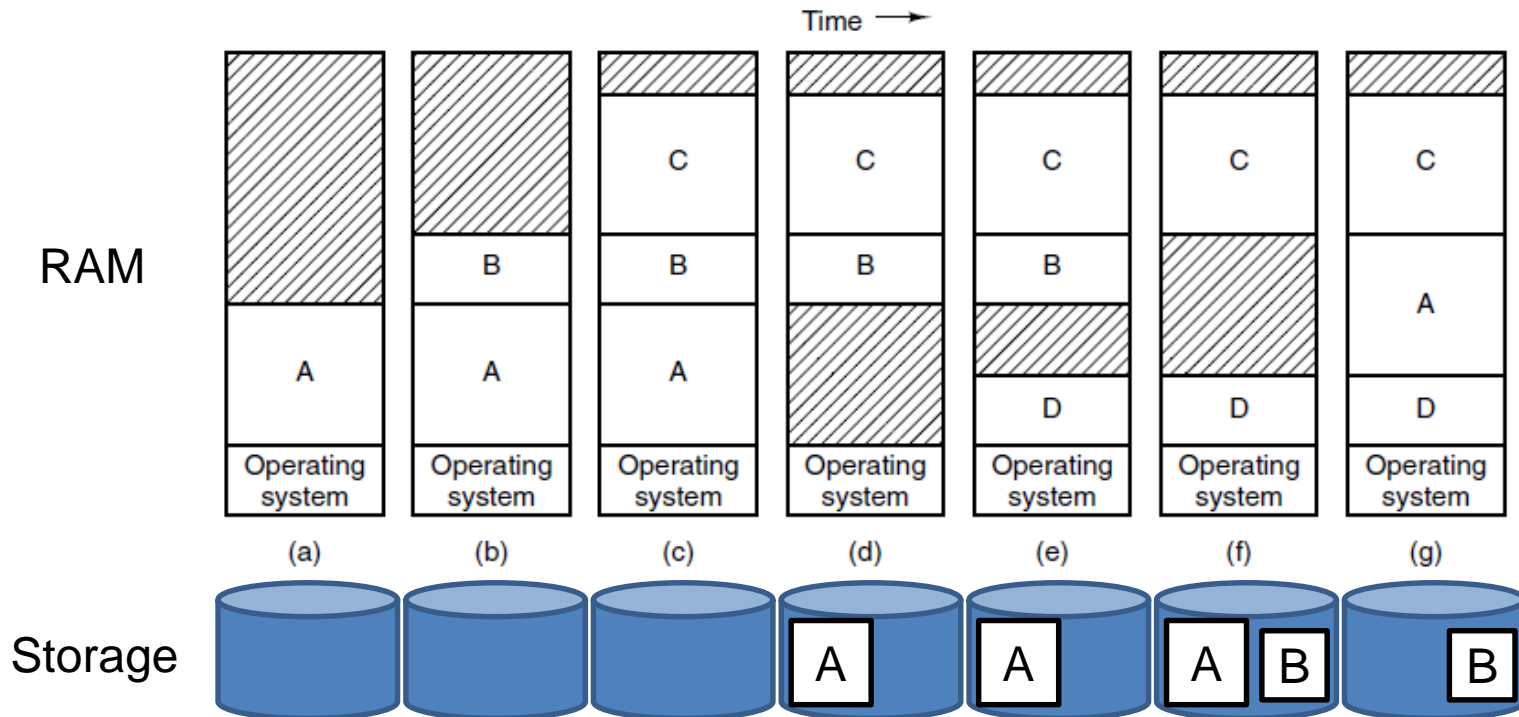 Time
RAM
C C C C C
B B B B
A
A A A
D D D
Operating Operating Operating Operating Operating Operating Operating
system system system system system system system
(a) (b) (c) (d) (e) (f) (g)
Storage
A A A B B